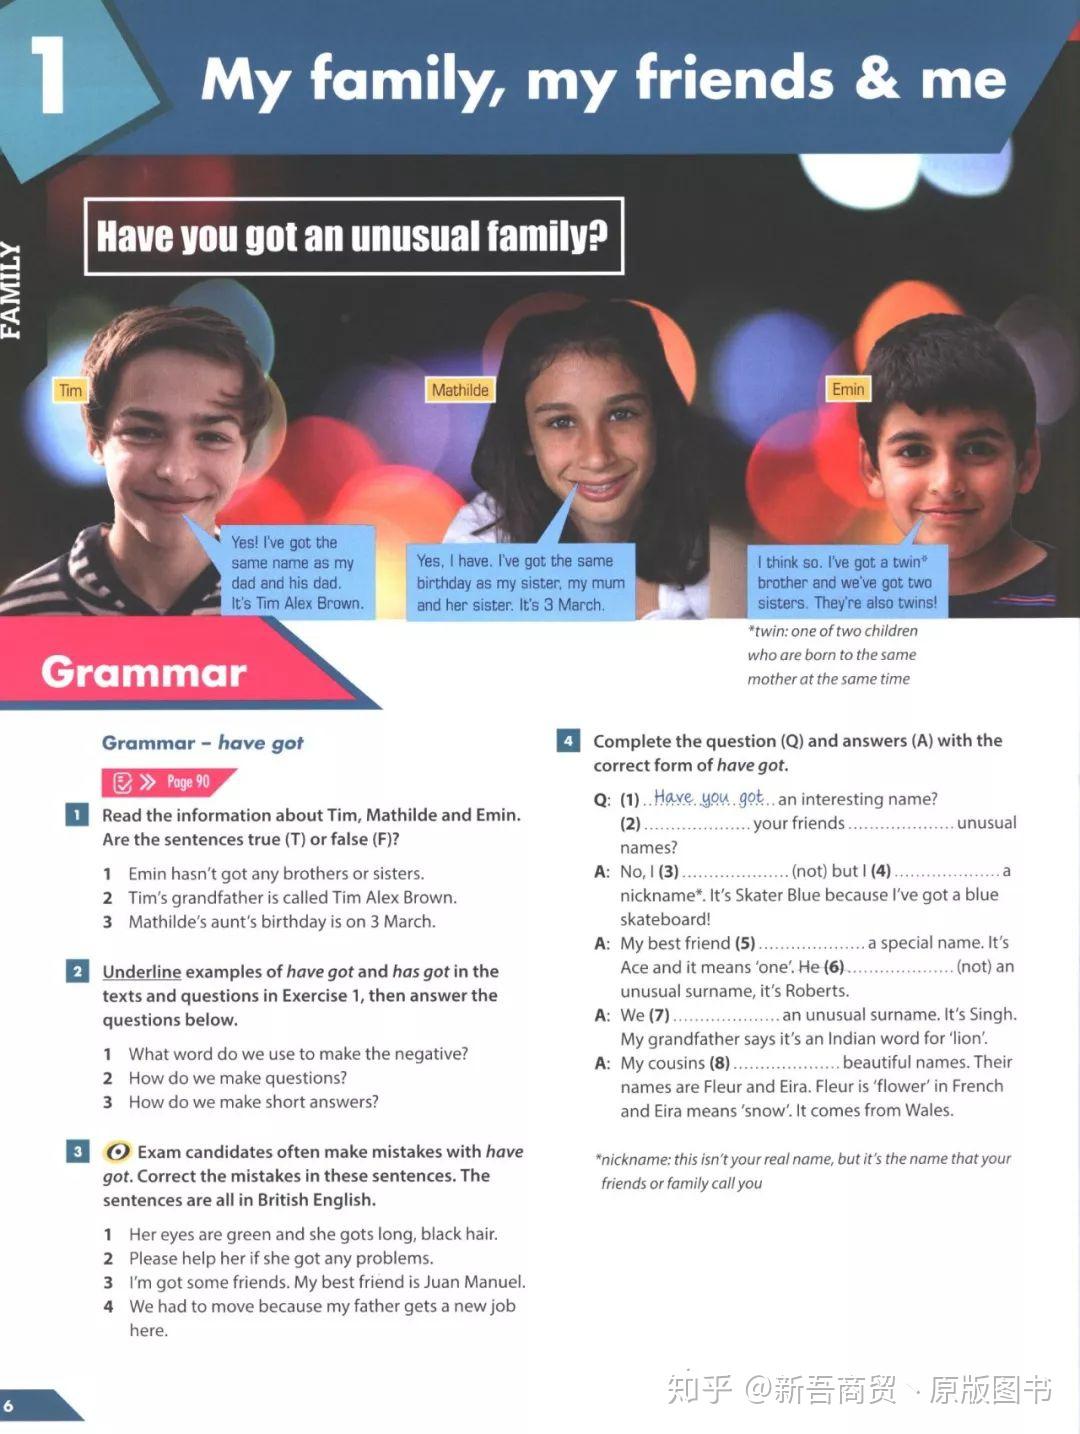 1
My family, my friends & me
Have you got an unusual family?
FAMILY
Tim
Mathilde
Emin
Yes! I've got the
same name as my
dad and his dad.
It's Tim Alex Brown.
Yes, I have. I've got the same
birthday as my sister, my mum
and her sister. It's 3 March.
I think so. I've got a twin*
brother and we've got two
sisters. They're also twins!
*twin: one of two children
who are born to the same
mother at the same time
Grammar
Grammar – have got
Page 90
1 Read the information about Tim, Mathilde and Emin.
Are the sentences true (T) or false (F)?
1 Emin hasn't got any brothers or sisters.
2 Tim's grandfather is called Tim Alex Brown.
3 Mathilde's aunt's birthday is on 3 March.
2 Underline examples of have got and has got in the
texts and questions in Exercise 1, then answer the
questions below.
1 What word do we use to make the negative?
2 How do we make questions?
3 How do we make short answers?
3 Exam candidates often make mistakes with have
got. Correct the mistakes in these sentences. The
sentences are all in British English.
1 Her eyes are green and she gots long, black hair.
2 Please help her if she got any problems.
3 I'm got some friends. My best friend is Juan Manuel.
4 We had to move because my father gets a new job
here.
4 Complete the question (Q) and answers (A) with the
correct form of have got.
Q: (1) ..Have you got.. an interesting name?
(2) .................... your friends .................... unusual
names?
A: No, I (3) .................... (not) but I (4) .................... a
nickname*. It's Skater Blue because I've got a blue
skateboard!
A: My best friend (5) .................... a special name. It's
Ace and it means 'one'. He (6) .................... (not) an
unusual surname, it's Roberts.
A: We (7) .................... an unusual surname. It's Singh.
My grandfather says it's an Indian word for 'lion'.
A: My cousins (8) .................... beautiful names. Their
names are Fleur and Eira. Fleur is 'flower' in French
and Eira means 'snow'. It comes from Wales.
*nickname: this isn't your real name, but it's the name that your
friends or family call you
6
知乎 @新吾商贸丶原版图书